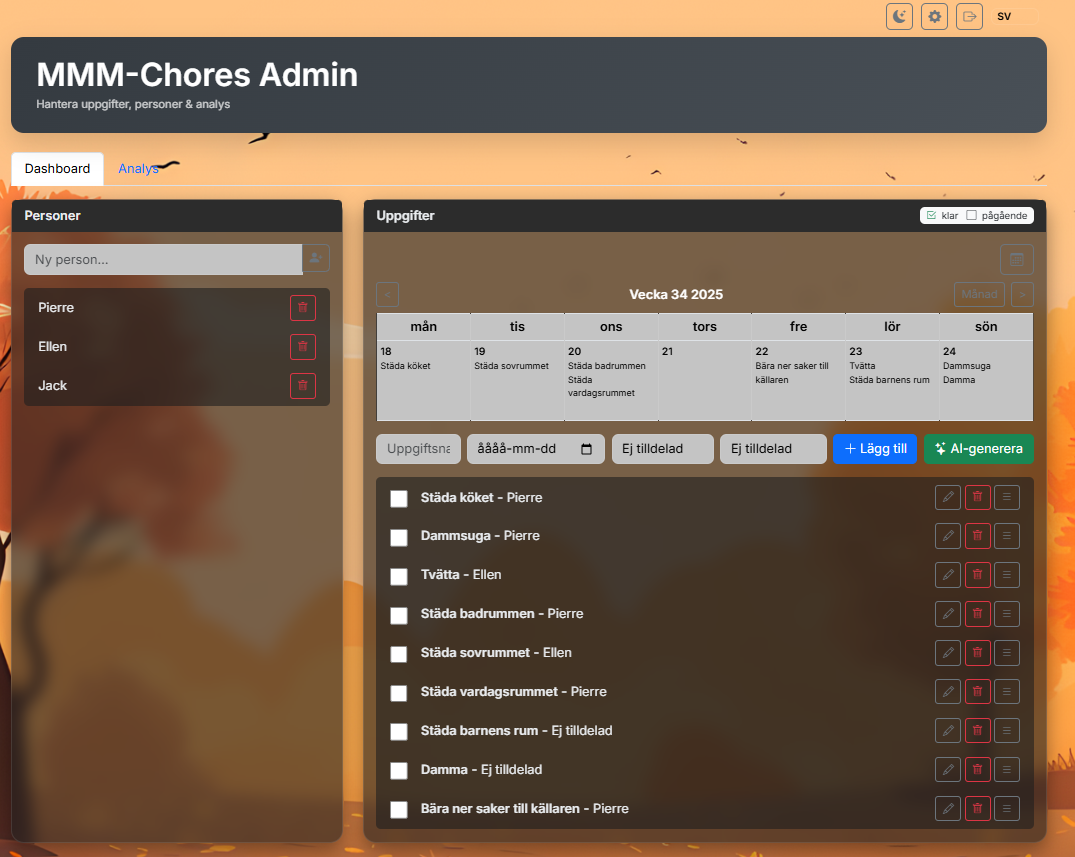 SV
MMM-Chores Admin
Hantera uppgifter, personer & analys
Dashboard Analys
Personer
Ny person...
Pierre
Ellen
Jack
Uppgifter
klar pågående
< Vecka 34 2025 Månad >
mån tis ons tors fre lör sön
18 19 20 21 22 23 24
Städa köket
Städa sovrummet
Städa badrummen
Städa
vardagsrummet
Bära ner saker till
källaren
Tvätta
Städa barnens rum
Dammsuga
Damma
Uppgiftsna åååå-mm-dd Ej tilldelad Ej tilldelad + Lägg till AI-generera
Städa köket - Pierre
Dammsuga - Pierre
Tvätta - Ellen
Städa badrummen - Pierre
Städa sovrummet - Ellen
Städa vardagsrummet - Pierre
Städa barnens rum - Ej tilldelad
Damma - Ej tilldelad
Bära ner saker till källaren - Pierre